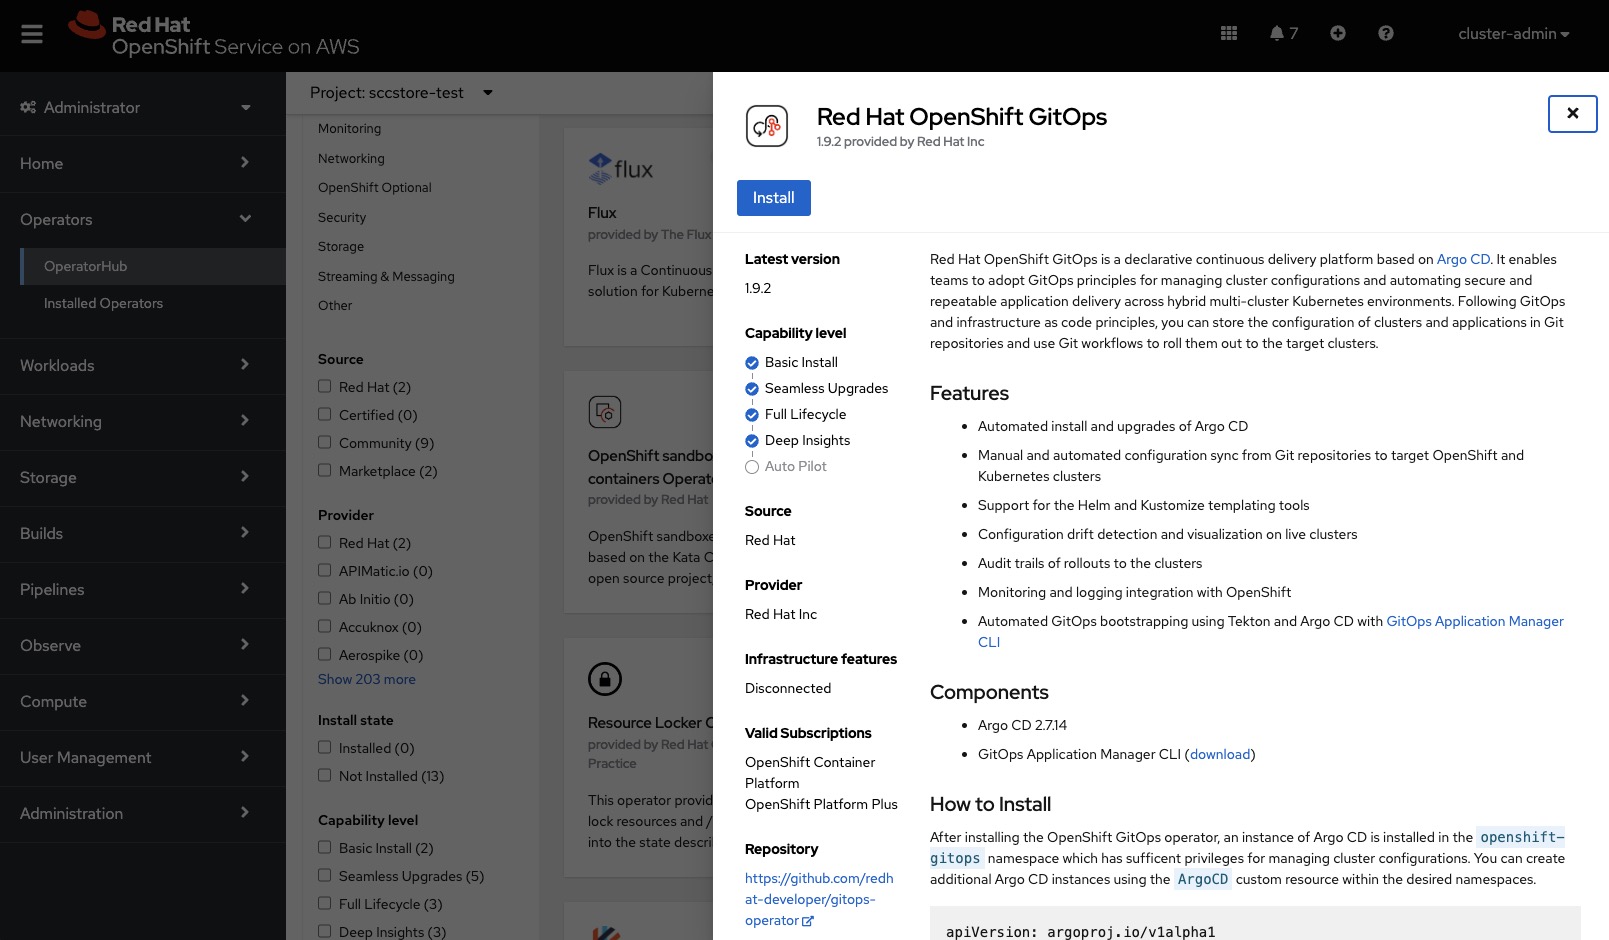 Red Hat
OpenShift Service on AWS
7
cluster-admin
Administrator
Home
Operators
OperatorHub
Installed Operators
Workloads
Networking
Storage
Builds
Pipelines
Observe
Compute
User Management
Administration
Project: sccstore-test
Monitoring
Networking
OpenShift Optional
Security
Storage
Streaming & Messaging
Other
Source
Red Hat (2)
Certified (0)
Community (9)
Marketplace (2)
Provider
Red Hat (2)
APIMatic.io (0)
Ab Initio (0)
Accuknox (0)
Aerospike (0)
Show 203 more
Install state
Installed (0)
Not Installed (13)
Capability level
Basic Install (2)
Seamless Upgrades (5)
Full Lifecycle (3)
Deep Insights (3)
flux
Flux
provided by The Flux
Flux is a Continuous
solution for Kuberne
OpenShift sandbo
containers Operat
provided by Red Hat
OpenShift sandboxe
based on the Kata C
open source project
Resource Locker
provided by Red Hat
Practice
This operator provid
lock resources and /
into the state descri
Red Hat OpenShift GitOps
1.9.2 provided by Red Hat Inc
Install
Latest version
1.9.2
Capability level
Basic Install
Seamless Upgrades
Full Lifecycle
Deep Insights
Auto Pilot
Source
Red Hat
Provider
Red Hat Inc
Infrastructure features
Disconnected
Valid Subscriptions
OpenShift Container
Platform
OpenShift Platform Plus
Repository
https://github.com/redh
at-developer/gitops-
operator
Red Hat OpenShift GitOps is a declarative continuous delivery platform based on Argo CD. It enables
teams to adopt GitOps principles for managing cluster configurations and automating secure and
repeatable application delivery across hybrid multi-cluster Kubernetes environments. Following GitOps
and infrastructure as code principles, you can store the configuration of clusters and applications in Git
repositories and use Git workflows to roll them out to the target clusters.
Features
Automated install and upgrades of Argo CD
Manual and automated configuration sync from Git repositories to target OpenShift and
Kubernetes clusters
Support for the Helm and Kustomize templating tools
Configuration drift detection and visualization on live clusters
Audit trails of rollouts to the clusters
Monitoring and logging integration with OpenShift
Automated GitOps bootstrapping using Tekton and Argo CD with GitOps Application Manager
CLI
Components
Argo CD 2.7.14
GitOps Application Manager CLI (download)
How to Install
After installing the OpenShift GitOps operator, an instance of Argo CD is installed in the openshift-
gitops namespace which has sufficent privileges for managing cluster configurations. You can create
additional Argo CD instances using the ArgoCD custom resource within the desired namespaces.
apiVersion: argoproj.io/v1alpha1